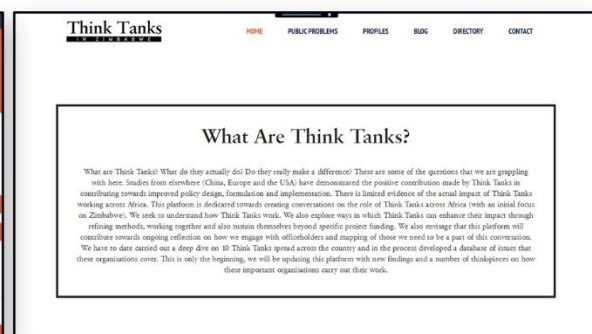 Think Tanks
IN ZIMBABWE
HOME PUBLIC PROBLEMS PROFILES BLOG DIRECTORY CONTACT
What Are Think Tanks?
What are Think Tanks? What do they actually do? Do they really make a difference? These are some of the questions that we are grappling
with here. Studies from elsewhere (China, Europe and the USA) have demonstrated the positive contribution made by Think Tanks in
contributing towards improved policy design, formulation and implementation. There is limited evidence of the actual impact of Think Tanks
working across Africa. This platform is dedicated towards creating conversations on the role of Think Tanks across Africa (with an initial focus
on Zimbabwe). We seek to understand how Think Tanks work. We also explore ways in which Think Tanks can enhance their impact through
refining methods, working together and also sustain themselves beyond specific project funding. We also envisage that this platform will
contribute towards ongoing reflection on how we engage with officeholders and mapping of those we need to be a part of this conversation.
We have to date carried out a deep dive on 10 Think Tanks spread across the country and in the process developed a database of issues that
these organisations cover. This is only the beginning, we will be updating this platform with new findings and a number of thinkpieces on how
these important organisations carry out their work.